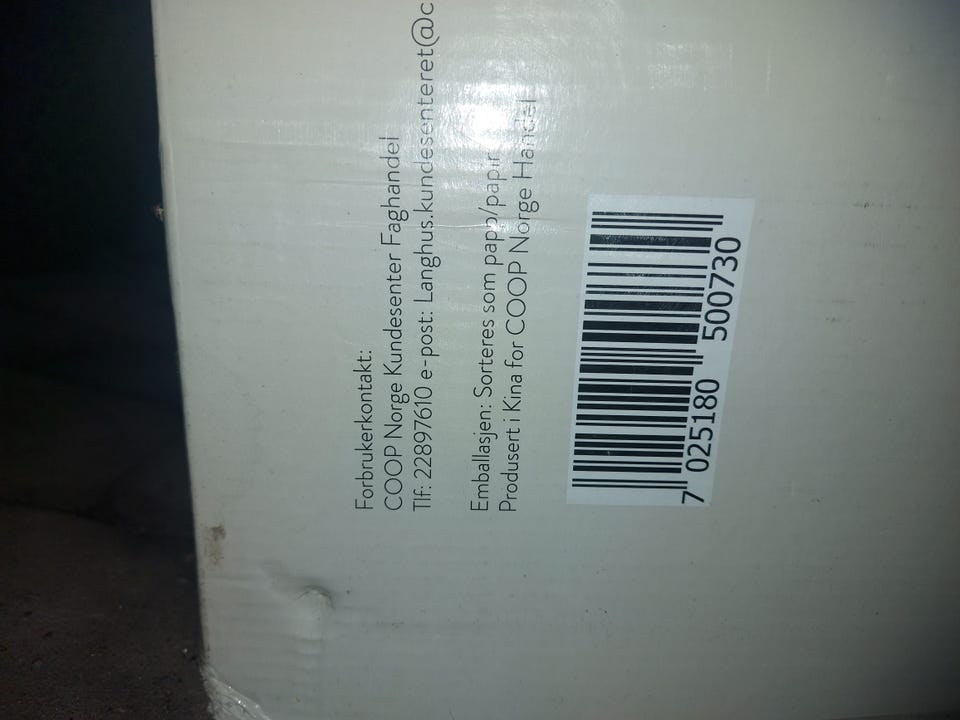 Forbrukerkontakt:
COOP Norge Kundesenter Faghandel
Tlf: 22897610 e-post: Langhus.kundesenteret@c
Emballasjen: Sorteres som papp/papir
Produsert i Kina for COOP Norge Handel
7 025180 500730